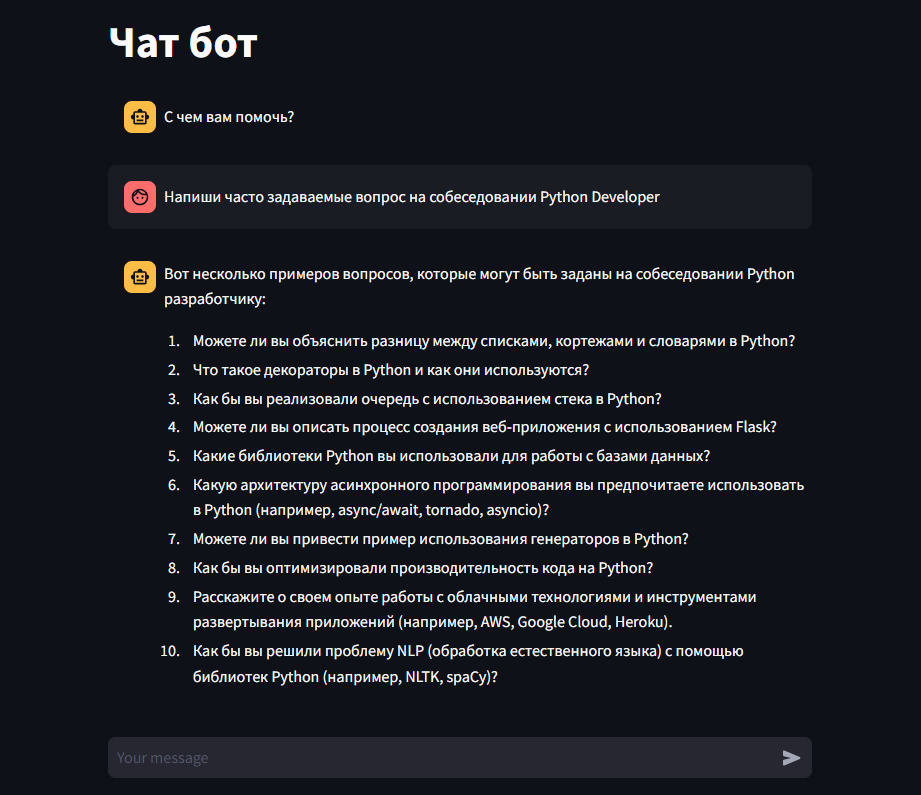 Чат бот
С чем вам помочь?
Напиши часто задаваемые вопрос на собеседовании Python Developer
Вот несколько примеров вопросов, которые могут быть заданы на собеседовании Python
разработчику:
1. Можете ли вы объяснить разницу между списками, кортежами и словарями в Python?
2. Что такое декораторы в Python и как они используются?
3. Как бы вы реализовали очередь с использованием стека в Python?
4. Можете ли вы описать процесс создания веб-приложения с использованием Flask?
5. Какие библиотеки Python вы использовали для работы с базами данных?
6. Какую архитектуру асинхронного программирования вы предпочитаете использовать
в Python (например, async/await, tornado, asyncio)?
7. Можете ли вы привести пример использования генераторов в Python?
8. Как бы вы оптимизировали производительность кода на Python?
9. Расскажите о своем опыте работы с облачными технологиями и инструментами
развертывания приложений (например, AWS, Google Cloud, Heroku).
10. Как бы вы решили проблему NLP (обработка естественного языка) с помощью
библиотек Python (например, NLTK, spaCy)?
Your message